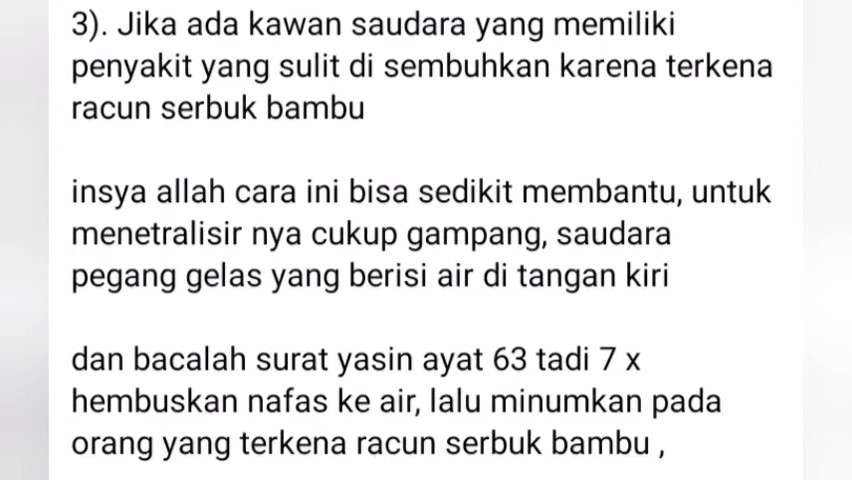 3). Jika ada kawan saudara yang memiliki
penyakit yang sulit di sembuhkan karena terkena
racun serbuk bambu
insya allah cara ini bisa sedikit membantu, untuk
menetralisir nya cukup gampang, saudara
pegang gelas yang berisi air di tangan kiri
dan bacalah surat yasin ayat 63 tadi 7 x
hembuskan nafas ke air, lalu minumkan pada
orang yang terkena racun serbuk bambu ,